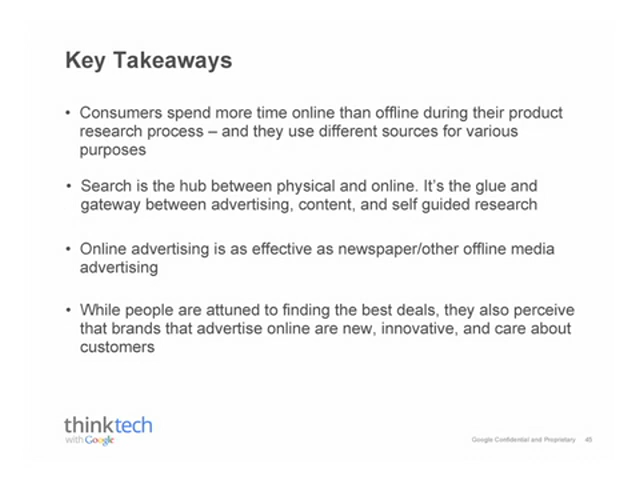 Key Takeaways
• Consumers spend more time online than offline during their product
research process – and they use different sources for various
purposes
• Search is the hub between physical and online. It's the glue and
gateway between advertising, content, and self guided research
• Online advertising is as effective as newspaper/other offline media
advertising
• While people are attuned to finding the best deals, they also perceive
that brands that advertise online are new, innovative, and care about
customers
thinktech
with Google
Google Confidential and Proprietary 45